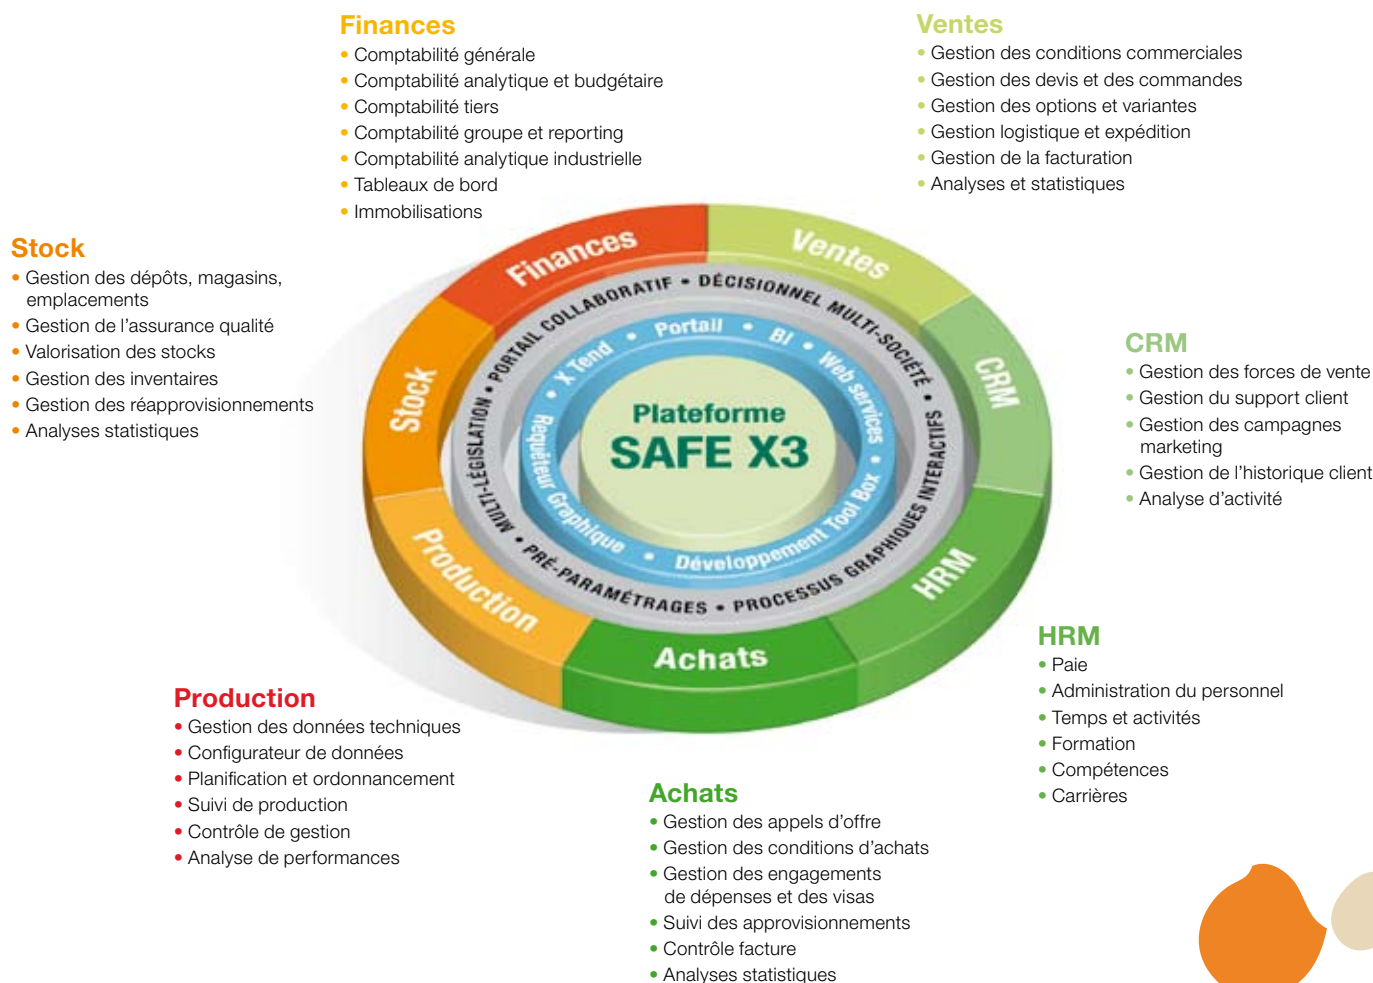 Finances
• Comptabilité générale
• Comptabilité analytique et budgétaire
• Comptabilité tiers
• Comptabilité groupe et reporting
• Comptabilité analytique industrielle
• Tableaux de bord
• Immobilisations
Ventes
• Gestion des conditions commerciales
• Gestion des devis et des commandes
• Gestion des options et variantes
• Gestion logistique et expédition
• Gestion de la facturation
• Analyses et statistiques
Stock
• Gestion des dépôts, magasins,
emplacements
• Gestion de l’assurance qualité
• Valorisation des stocks
• Gestion des inventaires
• Gestion des réapprovisionnements
• Analyses statistiques
CRM
• Gestion des forces de vente
• Gestion du support client
• Gestion des campagnes
marketing
• Gestion de l’historique client
• Analyse d’activité
Finances
Ventes
CRM
HRM
Achats
Production
Stock
MULTI-LÉGISLATION • PORTAIL COLLABORATIF • DÉCISIONNEL MULTI-SOCIÉTÉ •
PRÉ-PARAMÉTRAGES • PROCESSUS GRAPHIQUES INTERACTIFS •
• X Tend • Portail • BI • Web services •
Requêteur Graphique • Développement Tool Box
Plateforme
SAFE X3
HRM
• Paie
• Administration du personnel
• Temps et activités
• Formation
• Compétences
• Carrières
Production
• Gestion des données techniques
• Configurateur de données
• Planification et ordonnancement
• Suivi de production
• Contrôle de gestion
• Analyse de performances
Achats
• Gestion des appels d’offre
• Gestion des conditions d’achats
• Gestion des engagements
de dépenses et des visas
• Suivi des approvisionnements
• Contrôle facture
• Analyses statistiques